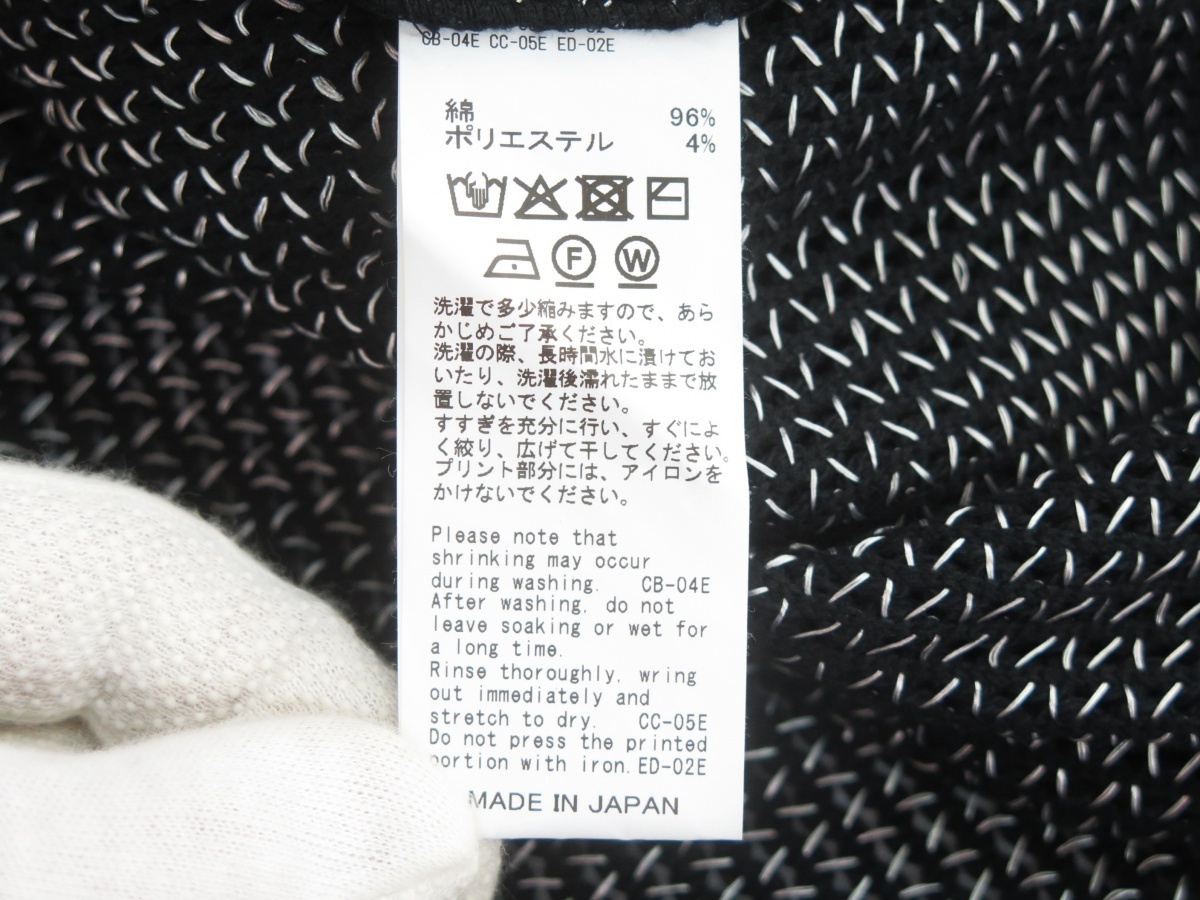 CB-04E CC-05E ED-02E
綿 96%
ポリエステル 4%
F W
洗濯で多少縮みますので、あら
かじめご了承ください。
洗濯の際、長時間水に漬けてお
いたり、洗濯後濡れたままで放
置しないでください。
すすぎを充分に行い、すぐによ
く絞り、広げて干してください。
プリント部分には、アイロンを
かけないでください。
Please note that
shrinking may occur
during washing. CB-04E
After washing, do not
leave soaking or wet for
a long time.
Rinse thoroughly, wring
out immediately and
stretch to dry. CC-05E
Do not press the printed
portion with iron. ED-02E
MADE IN JAPAN